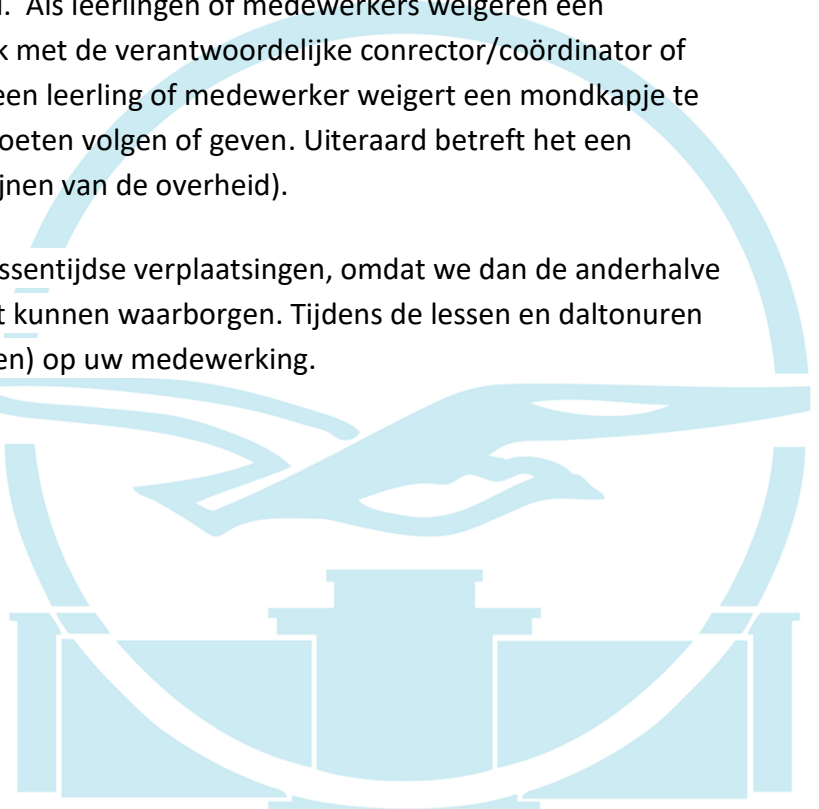 Als leerlingen of medewerkers weigeren een
k met de verantwoordelijke conrector/coördinator of
een leerling of medewerker weigert een mondkapje te
oeten volgen of geven. Uiteraard betreft het een
jnen van de overheid).
ssentijdse verplaatsingen, omdat we dan de anderhalve
t kunnen waarborgen. Tijdens de lessen en daltonuren
en) op uw medewerking.